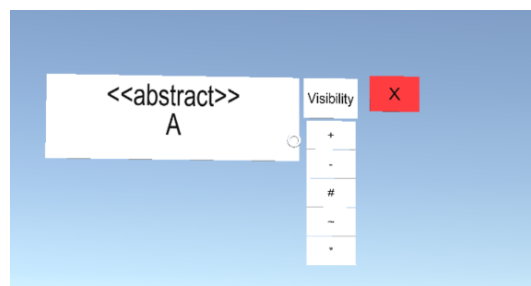 <<abstract>>
A
Visibility
X
+
-
#
~
*